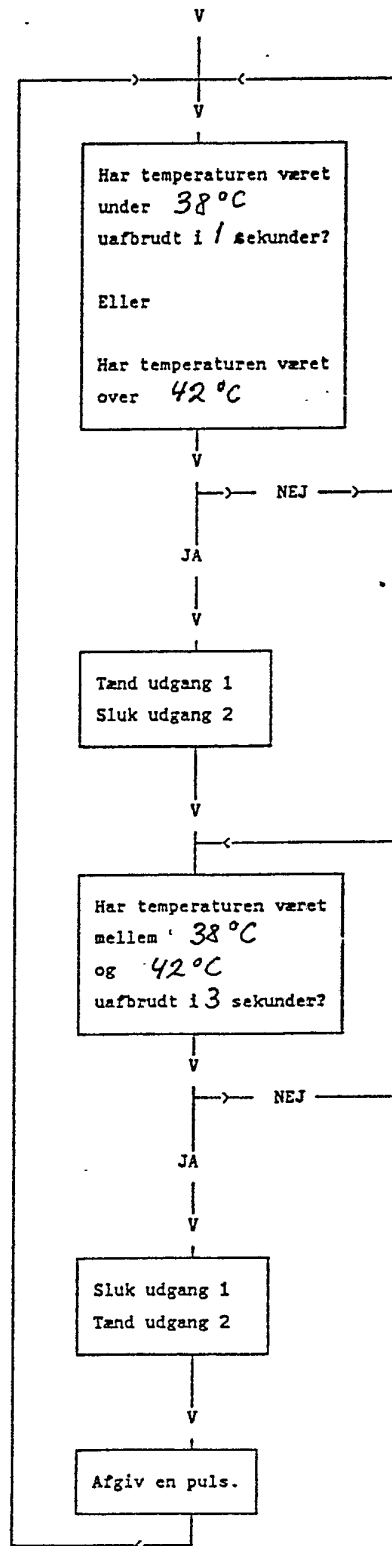 V
V
Har temperaturen været
under 38°C
uafbrudt i 1 sekunder?
Eller
Har temperaturen været
over 42°C
V
NEJ
JA
V
Tænd udgang 1
Sluk udgang 2
V
Har temperaturen været
mellem 38°C
og 42°C
uafbrudt i 3 sekunder?
V
NEJ
JA
V
Sluk udgang 1
Tænd udgang 2
V
Afgiv en puls.